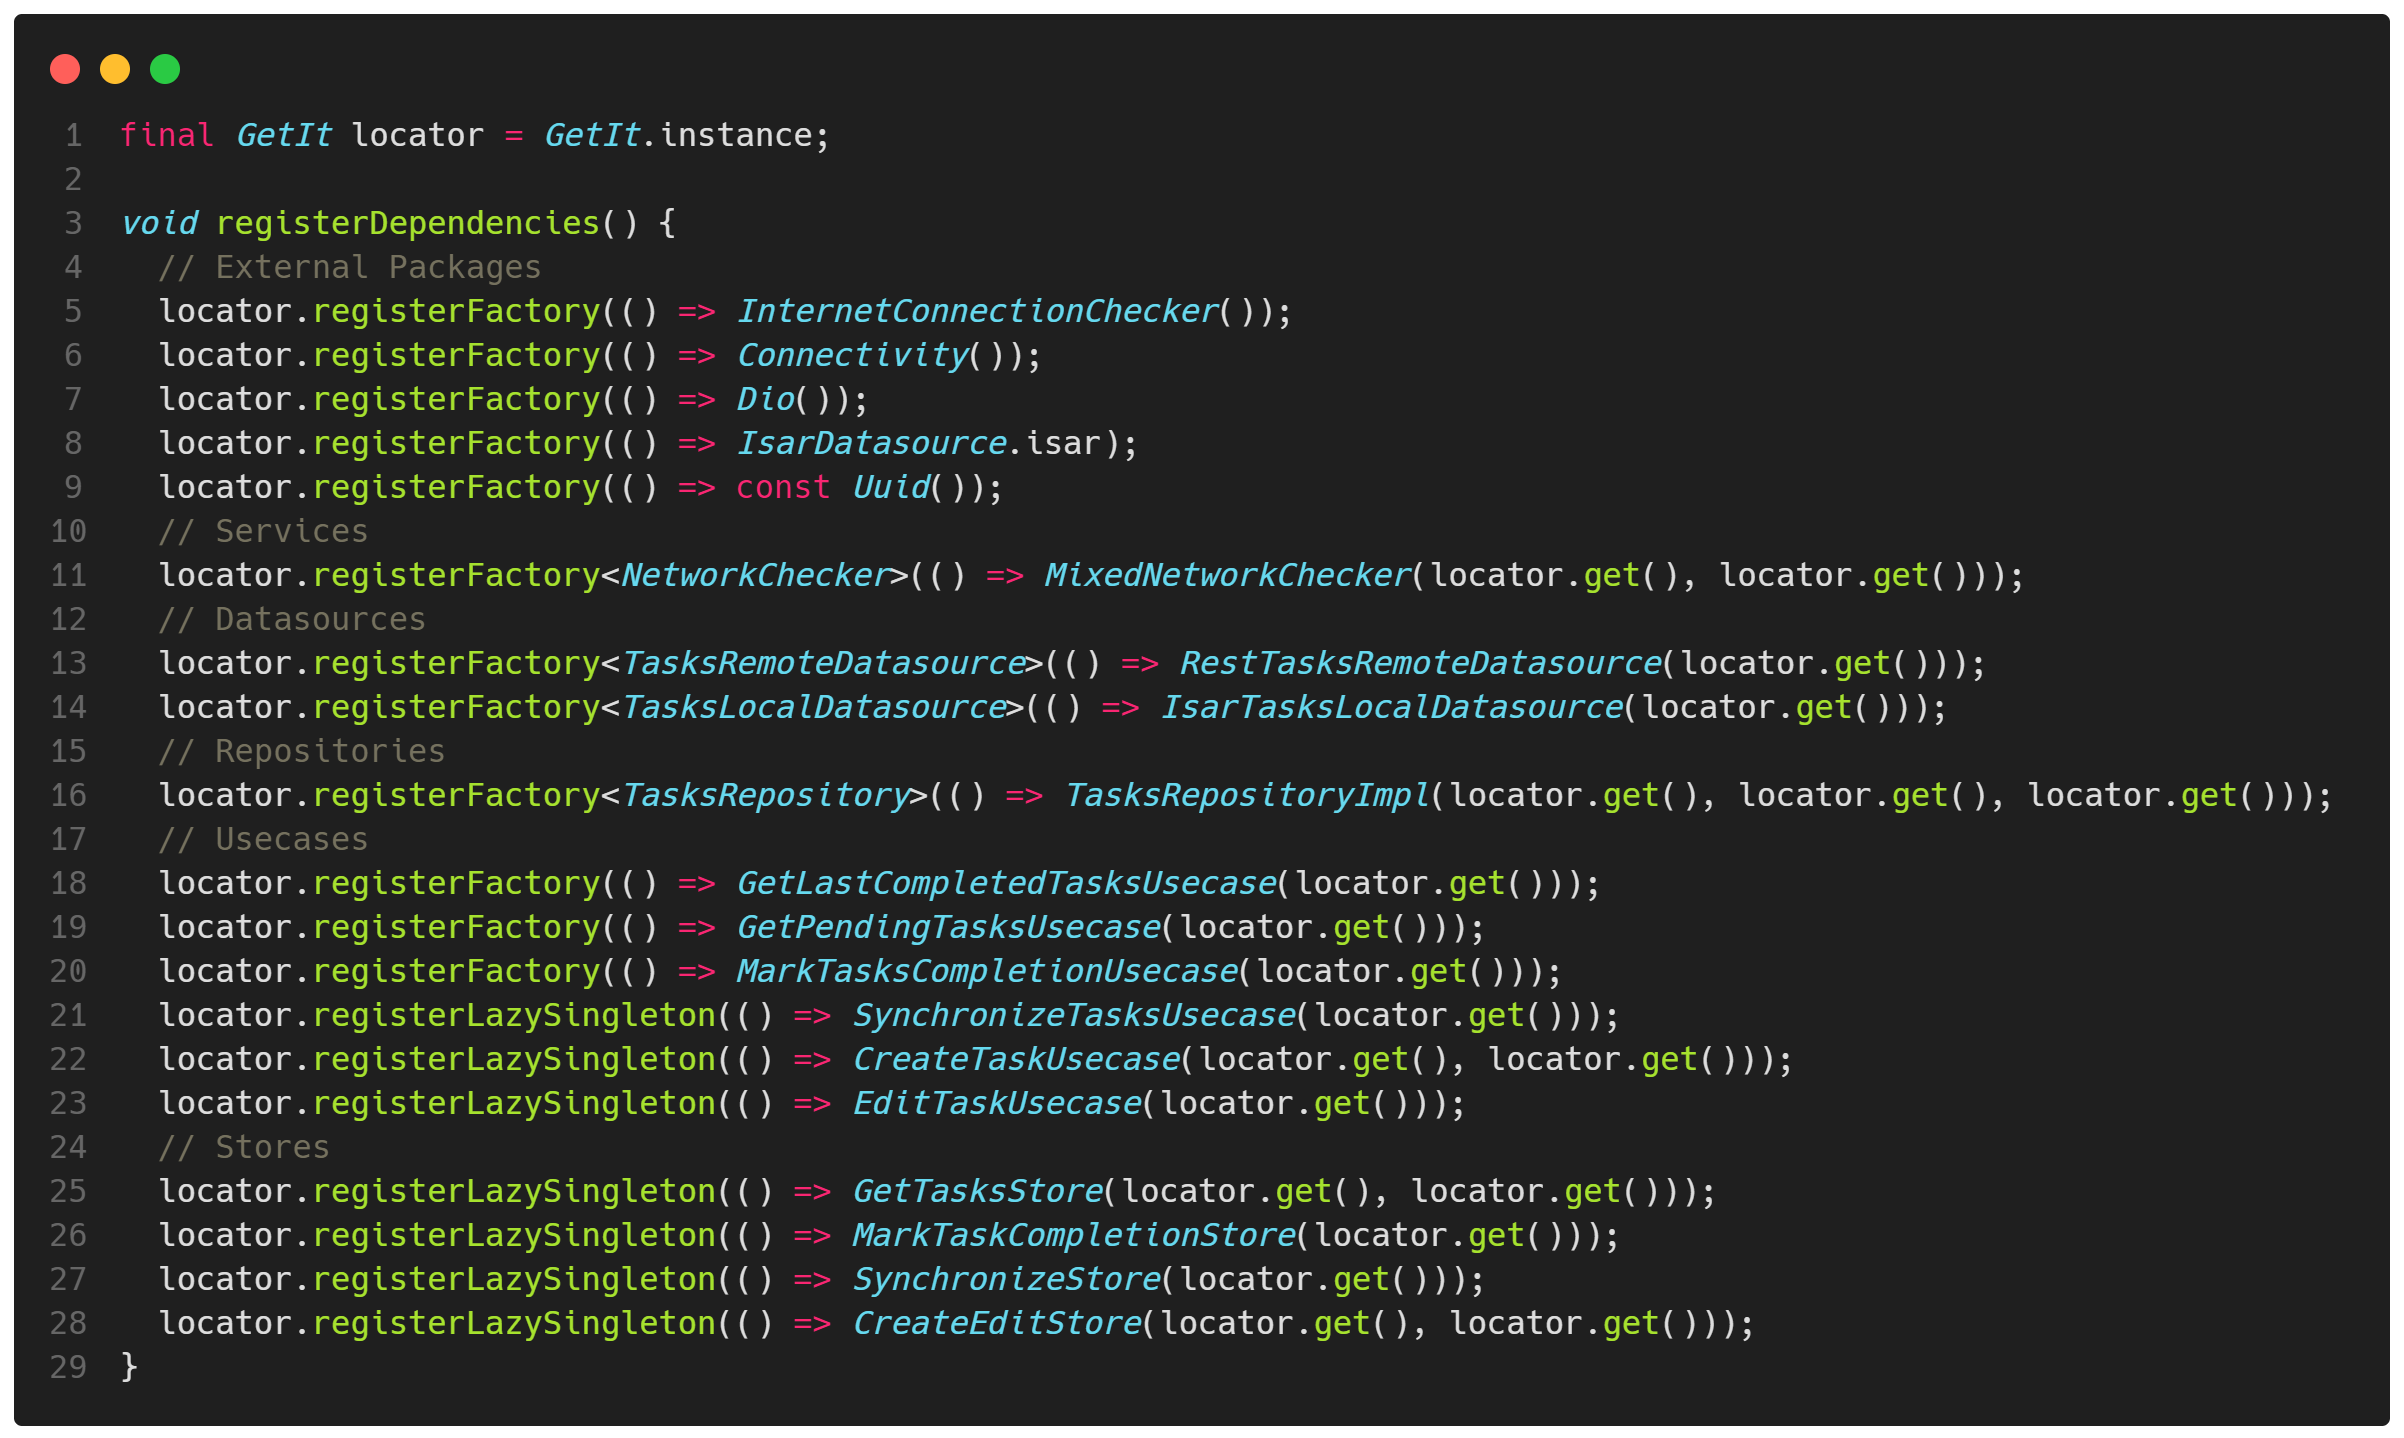 1 final GetIt locator = GetIt.instance;
2
3 void registerDependencies() {
4   // External Packages
5   locator.registerFactory(() => InternetConnectionChecker());
6   locator.registerFactory(() => Connectivity());
7   locator.registerFactory(() => Dio());
8   locator.registerFactory(() => IsarDatasource.isar);
9   locator.registerFactory(() => const Uuid());
10   // Services
11   locator.registerFactory<NetworkChecker>(() => MixedNetworkChecker(locator.get(), locator.get()));
12   // Datasources
13   locator.registerFactory<TasksRemoteDatasource>(() => RestTasksRemoteDatasource(locator.get()));
14   locator.registerFactory<TasksLocalDatasource>(() => IsarTasksLocalDatasource(locator.get()));
15   // Repositories
16   locator.registerFactory<TasksRepository>(() => TasksRepositoryImpl(locator.get(), locator.get(), locator.get()));
17   // Usecases
18   locator.registerFactory(() => GetLastCompletedTasksUsecase(locator.get()));
19   locator.registerFactory(() => GetPendingTasksUsecase(locator.get()));
20   locator.registerFactory(() => MarkTasksCompletionUsecase(locator.get()));
21   locator.registerLazySingleton(() => SynchronizeTasksUsecase(locator.get()));
22   locator.registerLazySingleton(() => CreateTaskUsecase(locator.get(), locator.get()));
23   locator.registerLazySingleton(() => EditTaskUsecase(locator.get()));
24   // Stores
25   locator.registerLazySingleton(() => GetTasksStore(locator.get(), locator.get()));
26   locator.registerLazySingleton(() => MarkTaskCompletionStore(locator.get()));
27   locator.registerLazySingleton(() => SynchronizeStore(locator.get()));
28   locator.registerLazySingleton(() => CreateEditStore(locator.get(), locator.get()));
29 }